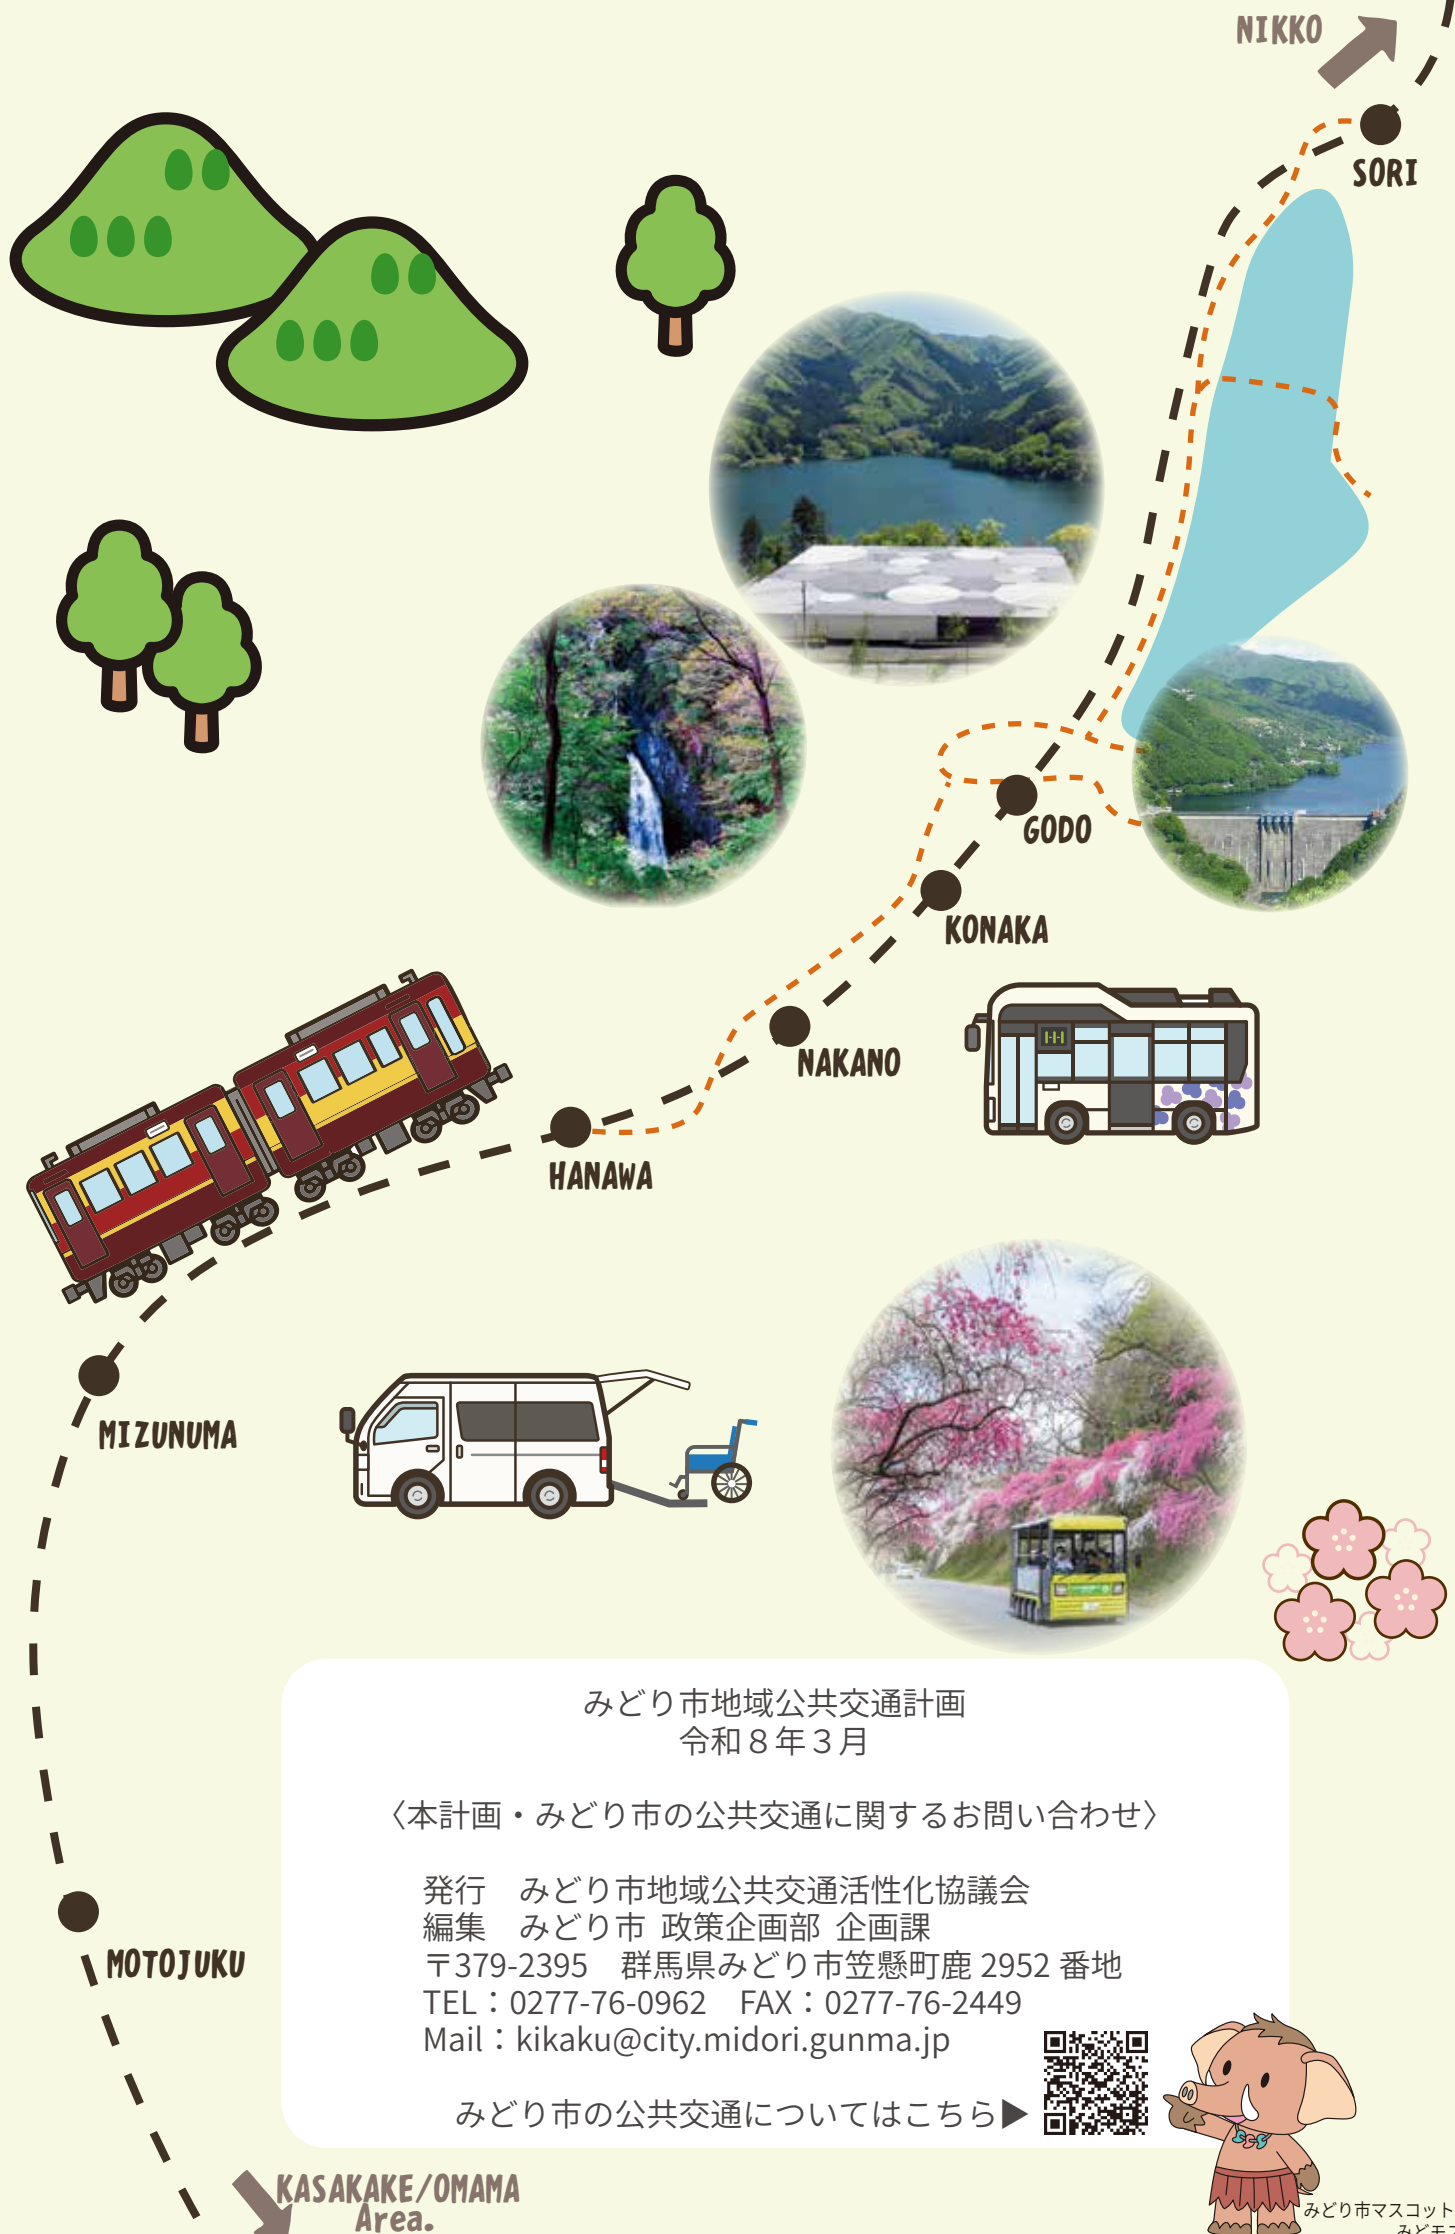 NIKKO
SORI
GODO
KONAKA
NAKANO
HANAWA
MIZUNUMA
MOTOJUKU
みどり市地域公共交通計画
令和８年３月
〈本計画・みどり市の公共交通に関するお問い合わせ〉
発行　みどり市地域公共交通活性化協議会
編集　みどり市 政策企画部 企画課
〒379-2395　群馬県みどり市笠懸町鹿 2952 番地
TEL：0277-76-0962　FAX：0277-76-2449
Mail：kikaku@city.midori.gunma.jp
みどり市の公共交通についてはこちら▶
KASAKAKE/OMAMA
Area.
みどり市マスコット
みどモ